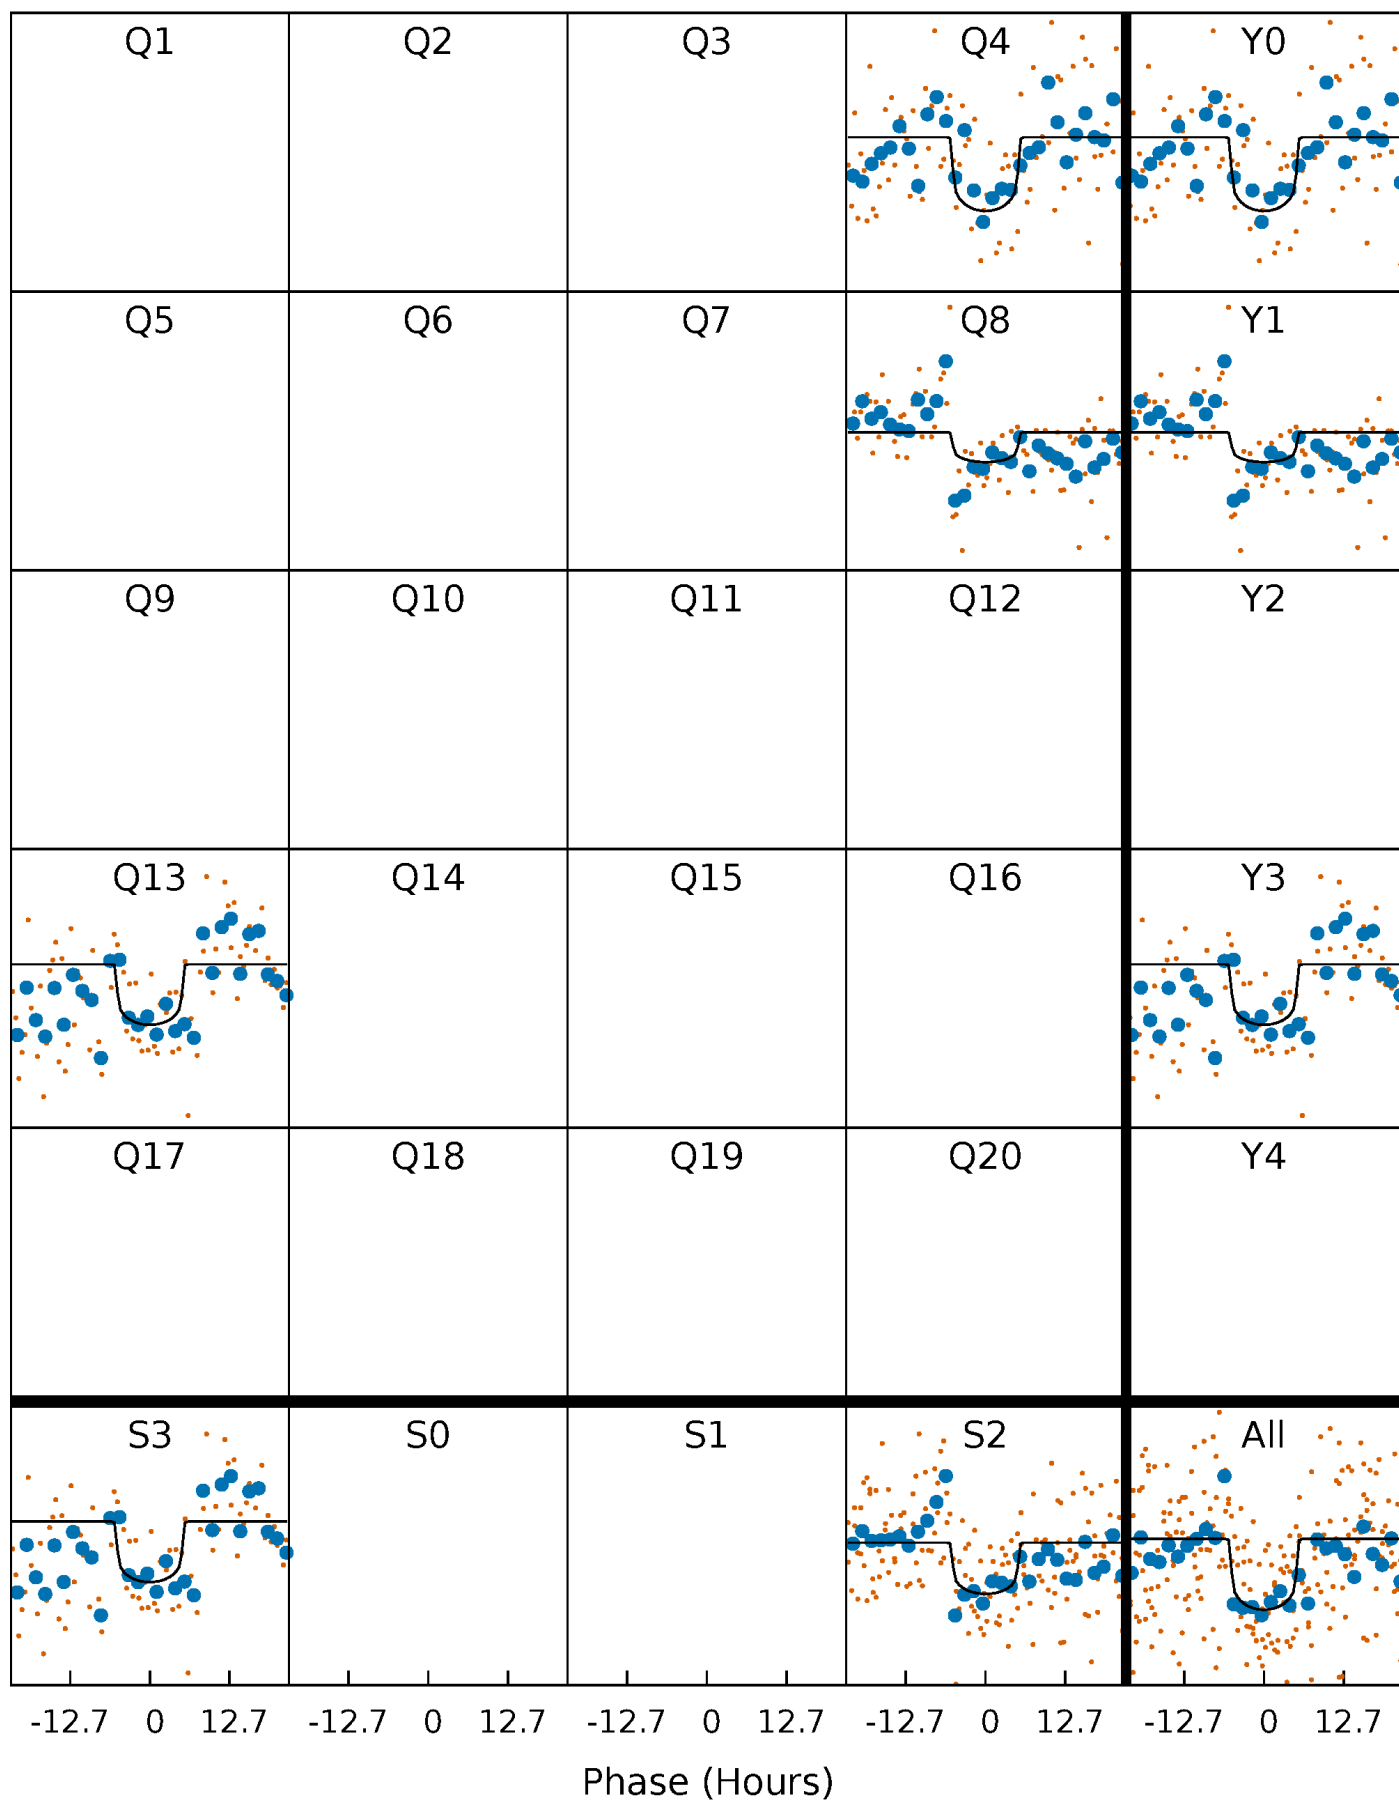 Q1 Q2 Q3 Q4 Y0
Q5 Q6 Q7 Q8 Y1
Q9 Q10 Q11 Q12 Y2
Q13 Q14 Q15 Q16 Y3
Q17 Q18 Q19 Q20 Y4
S3 S0 S1 S2 All
-12.7 0 12.7 -12.7 0 12.7 -12.7 0 12.7 -12.7 0 12.7 -12.7 0 12.7
Phase (Hours)